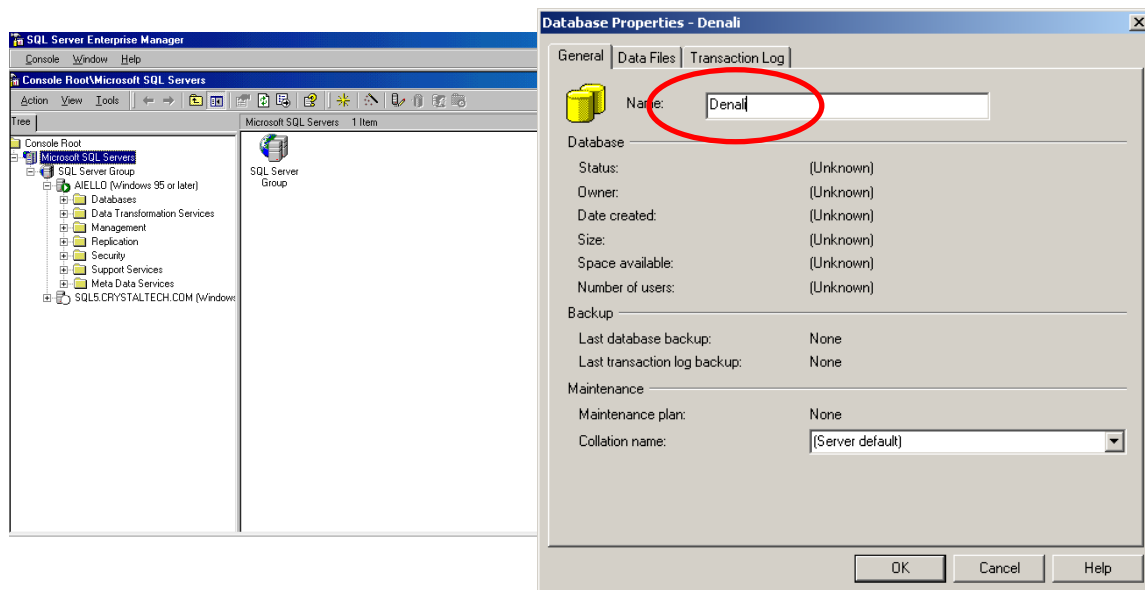 SQL Server Enterprise Manager
Console Window Help
Console Root\Microsoft SQL Servers
Action View Tools
Tree
Microsoft SQL Servers 1 Item
Console Root
Microsoft SQL Servers
SQL Server Group
AIELLO (Windows 95 or later)
Databases
Data Transformation Services
Management
Replication
Security
Support Services
Meta Data Services
SQL5.CRYSTALTECH.COM (Windows
SQL Server
Group
Database Properties - Denali
General Data Files Transaction Log
Name: Denali
Database
Status: (Unknown)
Owner: (Unknown)
Date created: (Unknown)
Size: (Unknown)
Space available: (Unknown)
Number of users: (Unknown)
Backup
Last database backup: None
Last transaction log backup: None
Maintenance
Maintenance plan: None
Collation name: (Server default)
OK Cancel Help